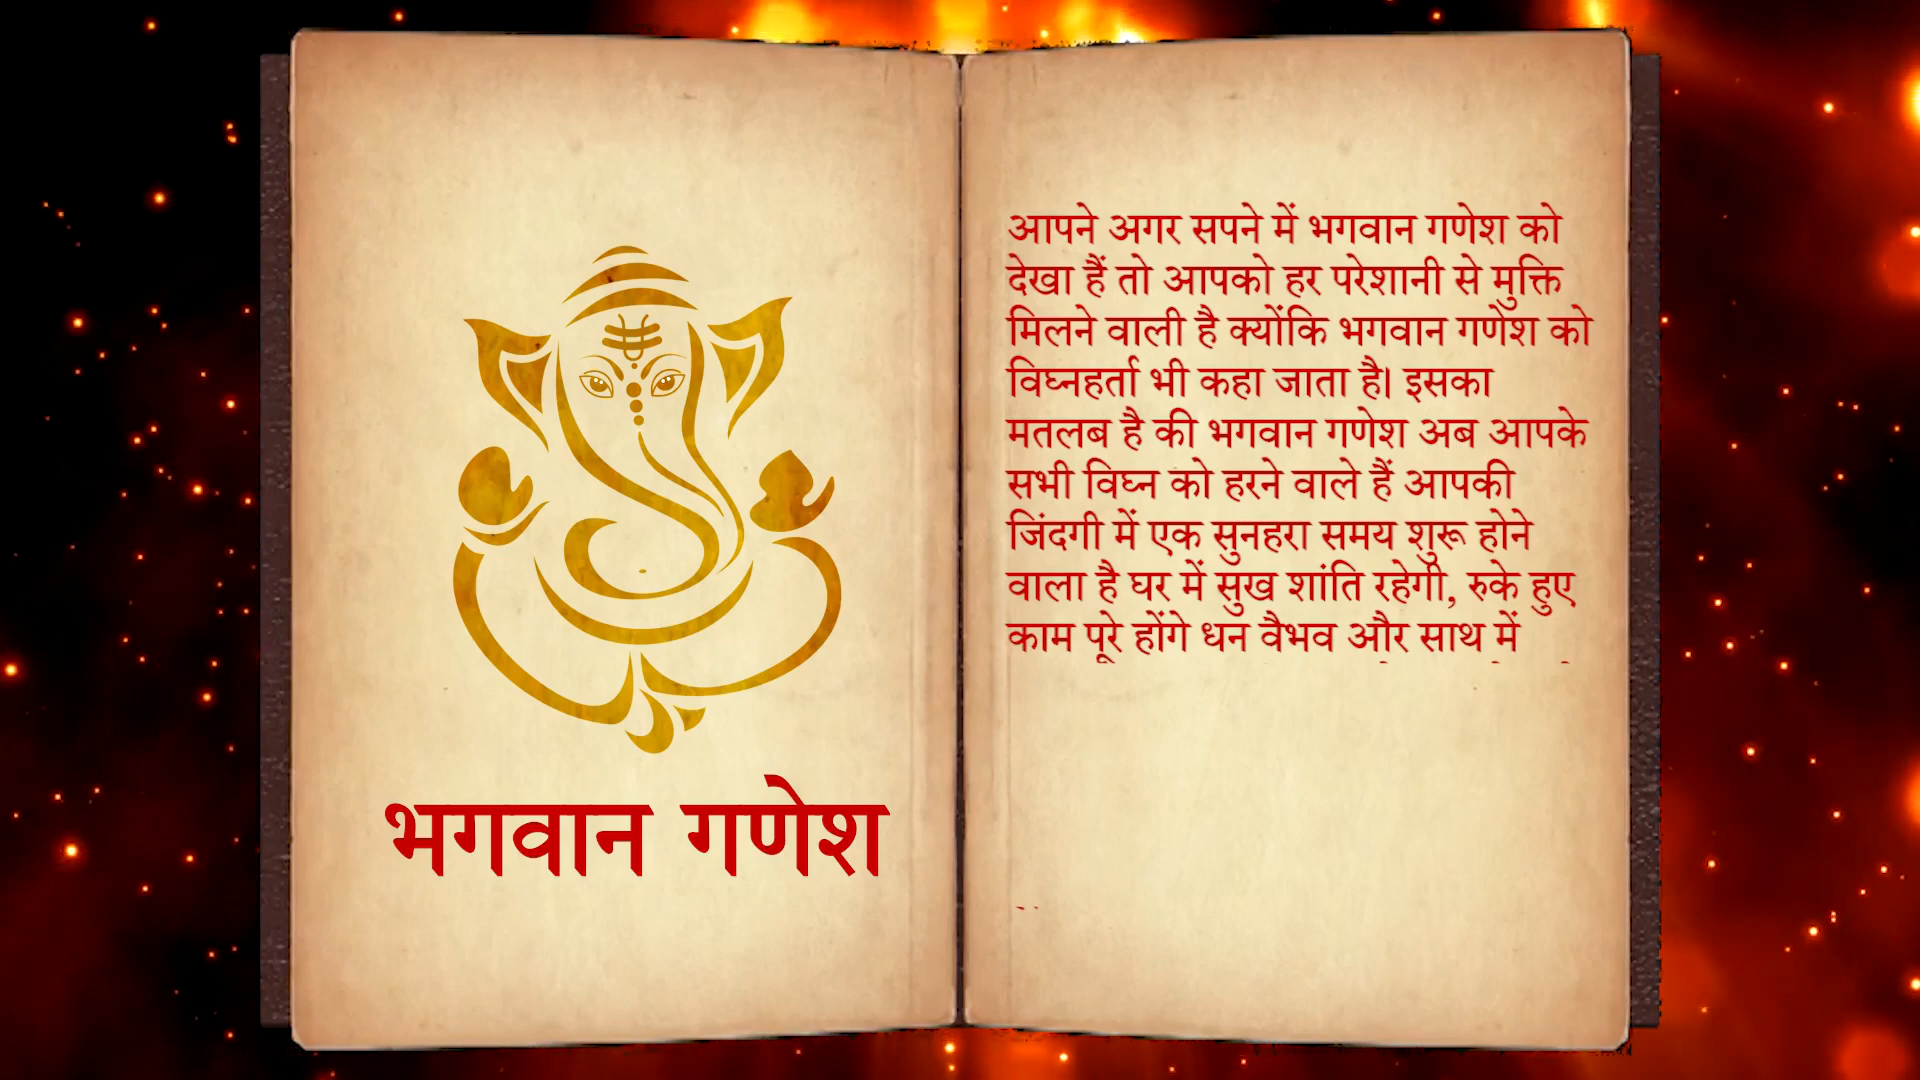 भगवान गणेश
आपने अगर सपने में भगवान गणेश को
देखा हैं तो आपको हर परेशानी से मुक्ति
मिलने वाली है क्योंकि भगवान गणेश को
विघ्नहर्ता भी कहा जाता है। इसका
मतलब है की भगवान गणेश अब आपके
सभी विघ्न को हरने वाले हैं आपकी
जिंदगी में एक सुनहरा समय शुरू होने
वाला है घर में सुख शांति रहेगी, रुके हुए
काम पूरे होंगे धन वैभव और साथ में